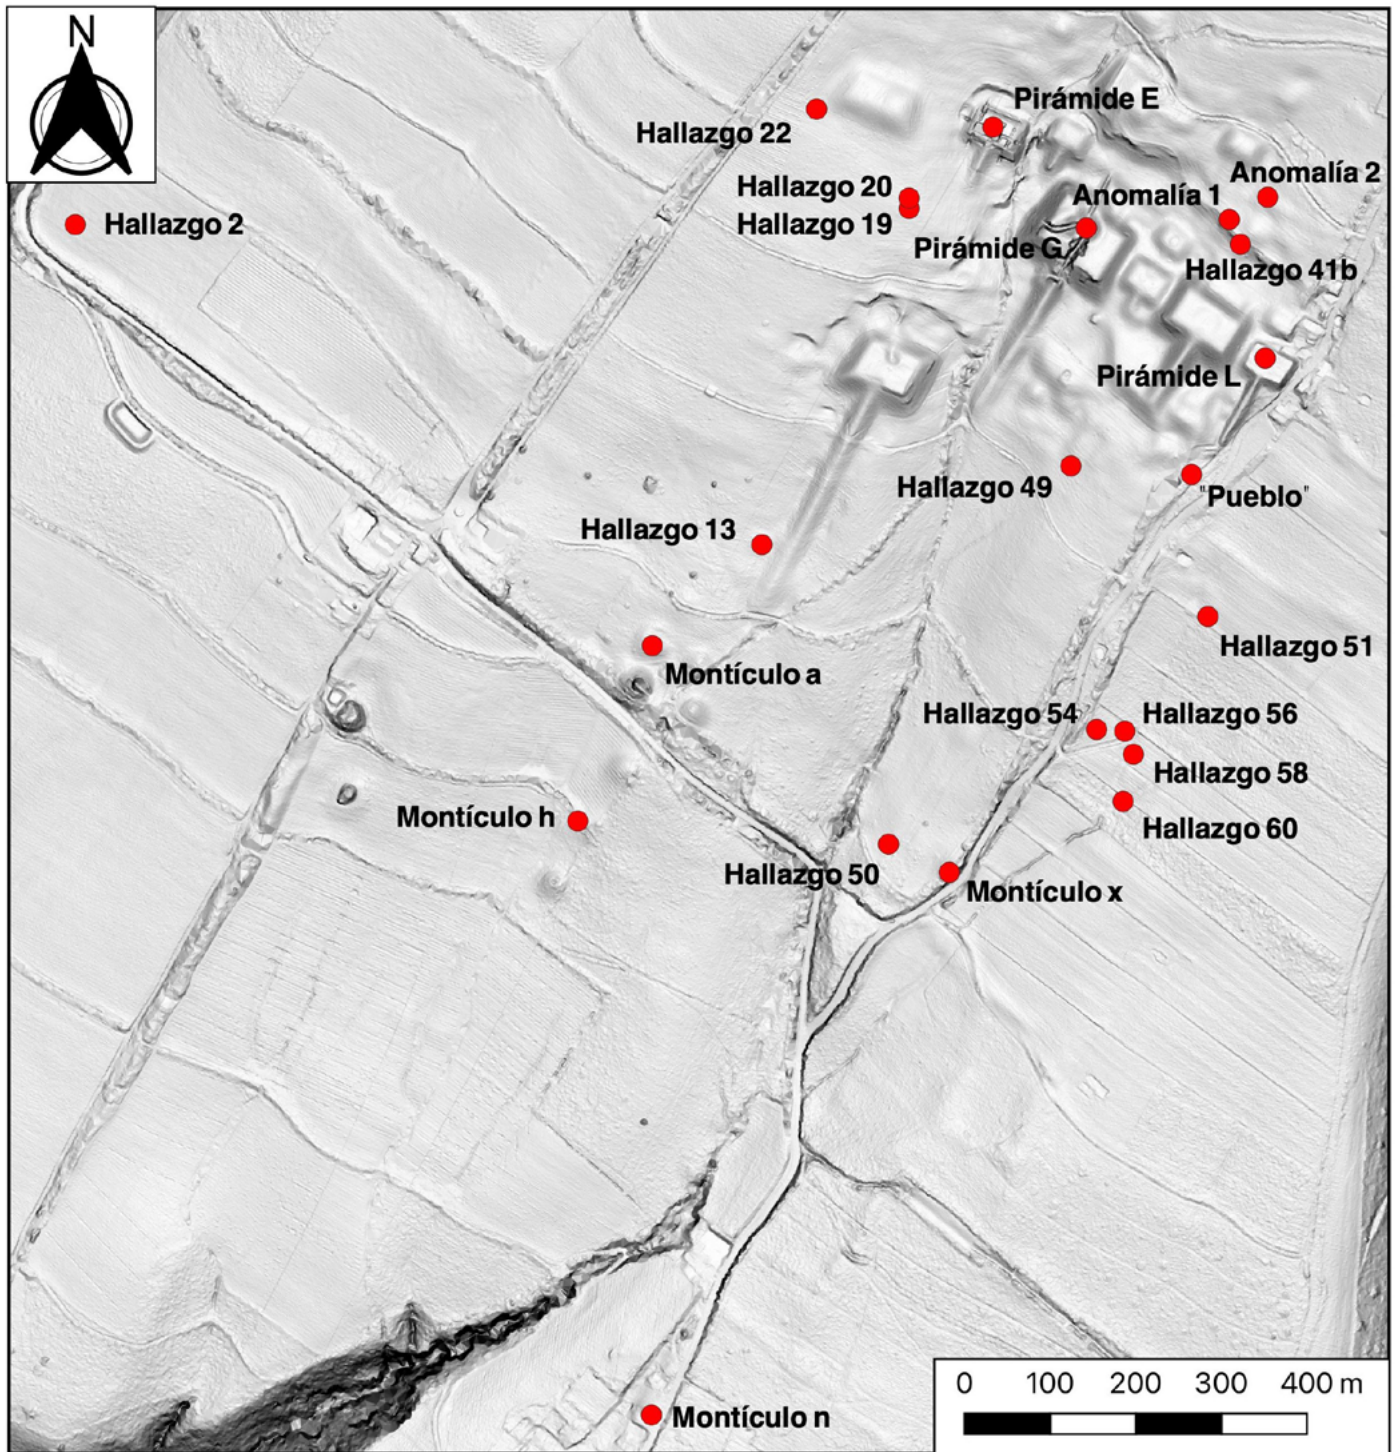 N
Pirámide E
Hallazgo 22
Anomalía 2
Hallazgo 20
Anomalía 1
Hallazgo 19
Hallazgo 2
Pirámide G
Hallazgo 41b
Pirámide L
Hallazgo 49
"Pueblo"
Hallazgo 13
Hallazgo 51
Montículo a
Hallazgo 54
Hallazgo 56
Hallazgo 58
Montículo h
Hallazgo 60
Hallazgo 50
Montículo x
0 100 200 300 400 m
Montículo n